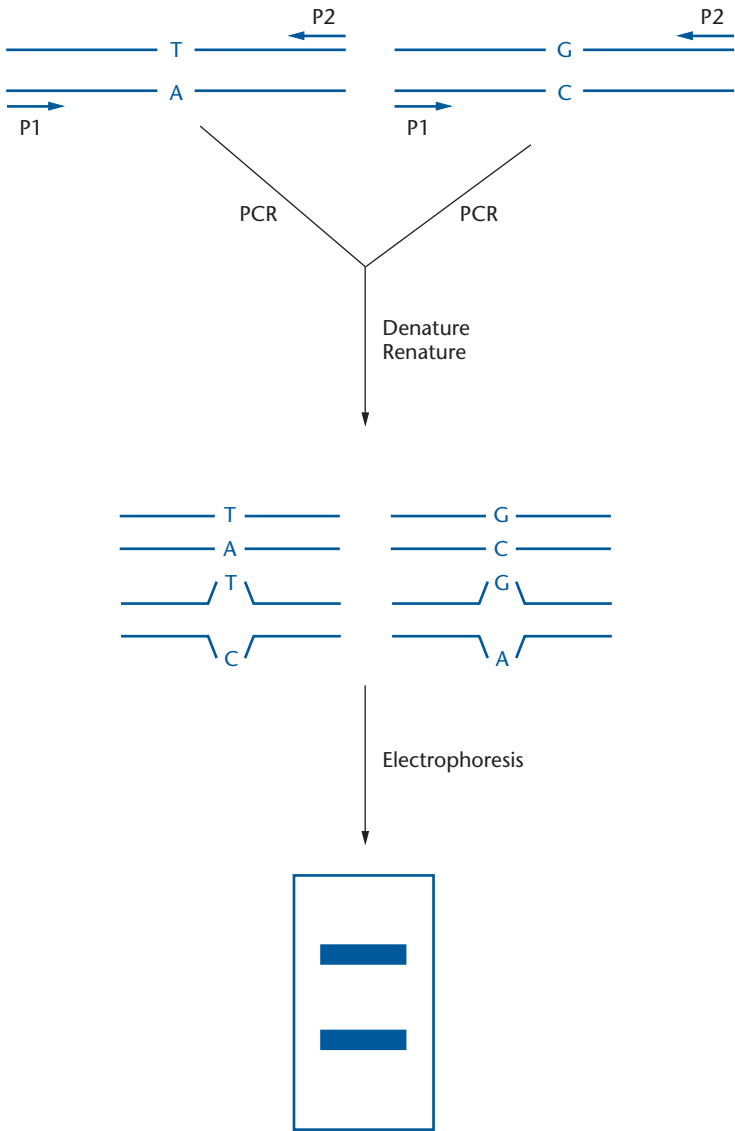 P2 P2
T G
A C
P1 P1
PCR PCR
Denature
Renature
T G
A C
T G
C A
Electrophoresis